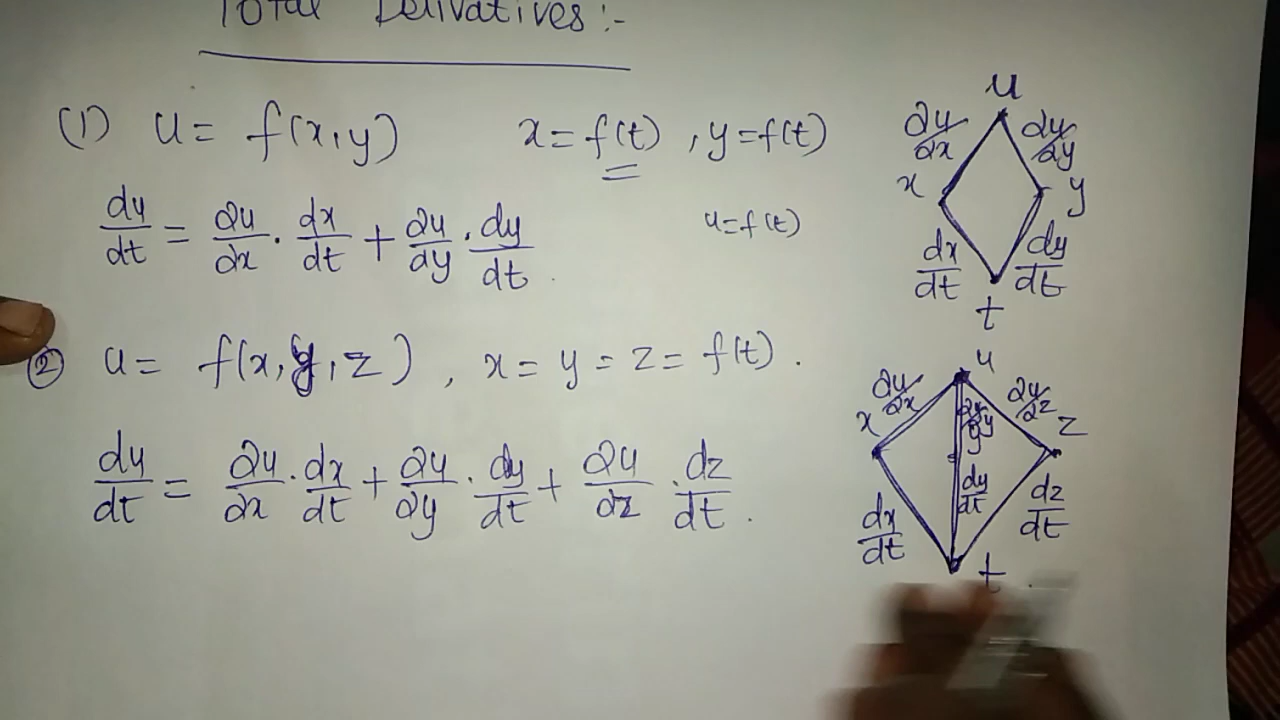 Total Derivatives:-
(1) u = f(x,y) x = f(t) , y = f(t)
du/dt = ∂u/∂x . dx/dt + ∂u/∂y . dy/dt
u = f(t)
(2) u = f(x,y,z) , x = y = z = f(t).
du/dt = ∂u/∂x . dx/dt + ∂u/∂y . dy/dt + ∂u/∂z . dz/dt .
u
∂u/∂x ∂u/∂y
x y
dx/dt dy/dt
t
u
∂u/∂x ∂u/∂y ∂u/∂z
x y z
dx/dt dy/dt dz/dt
t